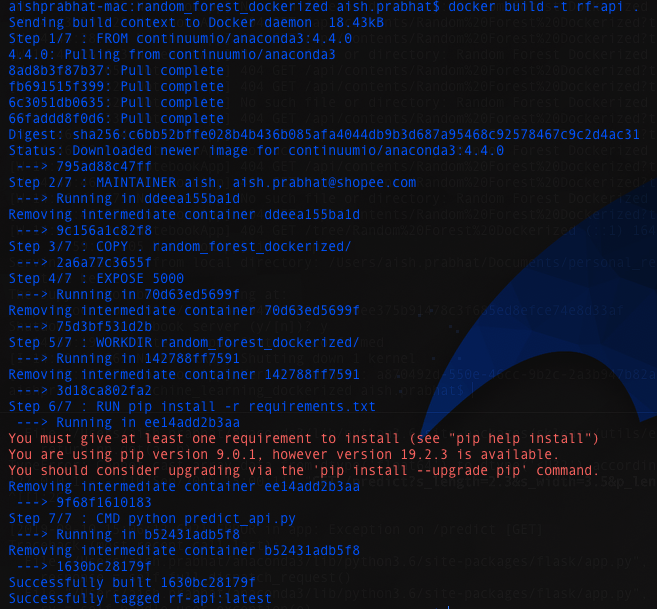 aishprabhat-mac:random_forest_dockerized aish.prabhat$ docker build -t rf-api .
Sending build context to Docker daemon  18.43kB
Step 1/7 : FROM continuumio/anaconda3:4.4.0
4.4.0: Pulling from continuumio/anaconda3
8ad8b3f87b37: Pull complete
fb691515f399: Pull complete
6c3051db0635: Pull complete
66faddd8f0d6: Pull complete
Digest: sha256:c6bb52bffe028b4b436b085afa4044db9b3d687a95468c92578467c9c2d4ac31
Status: Downloaded newer image for continuumio/anaconda3:4.4.0
 ---> 795ad88c47ff
Step 2/7 : MAINTAINER aish, aish.prabhat@shopee.com
 ---> Running in ddeea155ba1d
Removing intermediate container ddeea155ba1d
 ---> 9c156a1c82f8
Step 3/7 : COPY . random_forest_dockerized/
 ---> 2a6a77c3655f
Step 4/7 : EXPOSE 5000
 ---> Running in 70d63ed5699f
Removing intermediate container 70d63ed5699f
 ---> 75d3bf531d2b
Step 5/7 : WORKDIR random_forest_dockerized/
 ---> Running in 142788ff7591
Removing intermediate container 142788ff7591
 ---> 3d18ca802fa2
Step 6/7 : RUN pip install -r requirements.txt
 ---> Running in ee14add2b3aa
You must give at least one requirement to install (see "pip help install")
You are using pip version 9.0.1, however version 19.2.3 is available.
You should consider upgrading via the 'pip install --upgrade pip' command.
Removing intermediate container ee14add2b3aa
 ---> 9f68f1610183
Step 7/7 : CMD python predict_api.py
 ---> Running in b52431adb5f8
Removing intermediate container b52431adb5f8
 ---> 1630bc28179f
Successfully built 1630bc28179f
Successfully tagged rf-api:latest